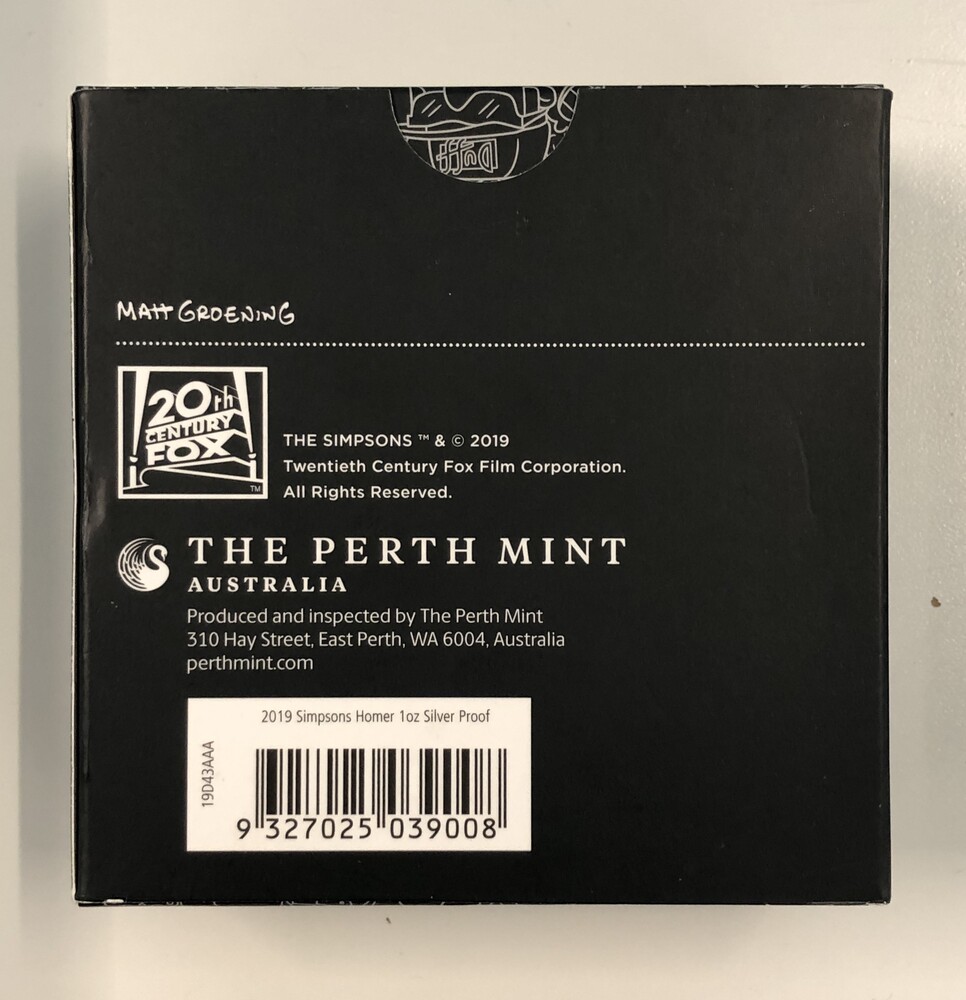 Duff
MATT GROENING
20th
CENTURY
FOX
TM
THE SIMPSONS ™ & © 2019
Twentieth Century Fox Film Corporation.
All Rights Reserved.
THE PERTH MINT
AUSTRALIA
Produced and inspected by The Perth Mint
310 Hay Street, East Perth, WA 6004, Australia
perthmint.com
2019 Simpsons Homer 1oz Silver Proof
19D43AAA
9 327025 039008